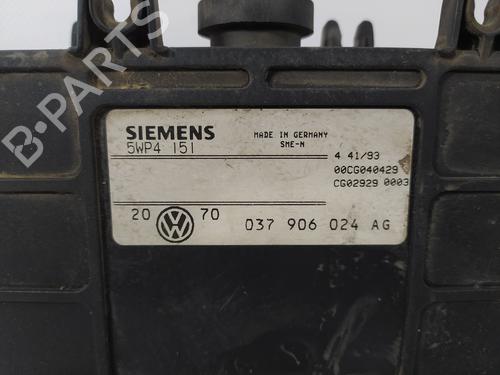 SIEMENS
5WP4 151
MADE IN GERMANY
SME-N
4 41/93
00CG040429
CG02929 0003
20 VW 70
037 906 024 AG
B-PARTS